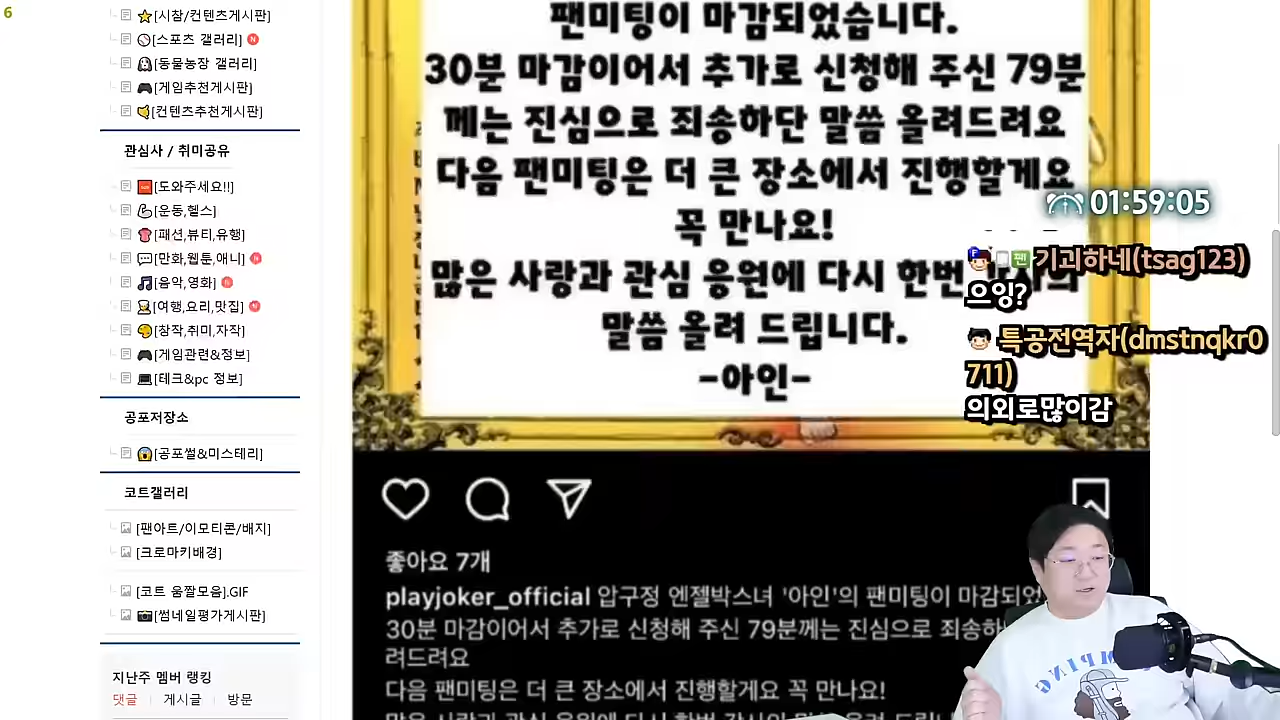 6
[시참/컨텐츠게시판]
[스포츠 갤러리] N
[동물농장 갤러리]
[게임추천게시판]
[컨텐츠추천게시판]
관심사 / 취미공유
[도와주세요!!]
[운동,헬스]
[패션,뷰티,유행]
[만화,웹툰,애니] N
[음악,영화] N
[여행,요리,맛집] N
[창작,취미,자작]
[게임관련&정보]
[테크&pc 정보]
공포저장소
[공포썰&미스테리]
코트갤러리
[팬아트/이모티콘/배지]
[크로마키배경]
[코트 움짤모음].GIF
[썸네일평가게시판]
지난주 멤버 랭킹
댓글 게시글 방문
팬미팅이 마감되었습니다.
30분 마감이어서 추가로 신청해 주신 79분
께는 진심으로 죄송하단 말씀 올려드려요
다음 팬미팅은 더 큰 장소에서 진행할게요
꼭 만나요!
많은 사랑과 관심 응원에 다시 한번
말씀 올려 드립니다.
-아인-
좋아요 7개
playjoker_official 압구정 엔젤박스녀 '아인'의 팬미팅이 마감되었
30분 마감이어서 추가로 신청해 주신 79분께는 진심으로 죄송하
려드려요
다음 팬미팅은 더 큰 장소에서 진행할게요 꼭 만나요!
01:59:05
F 팬 기괴하네(tsag123)
으잉?
특공전역자(dmstnqkr0
711)
의외로많이감